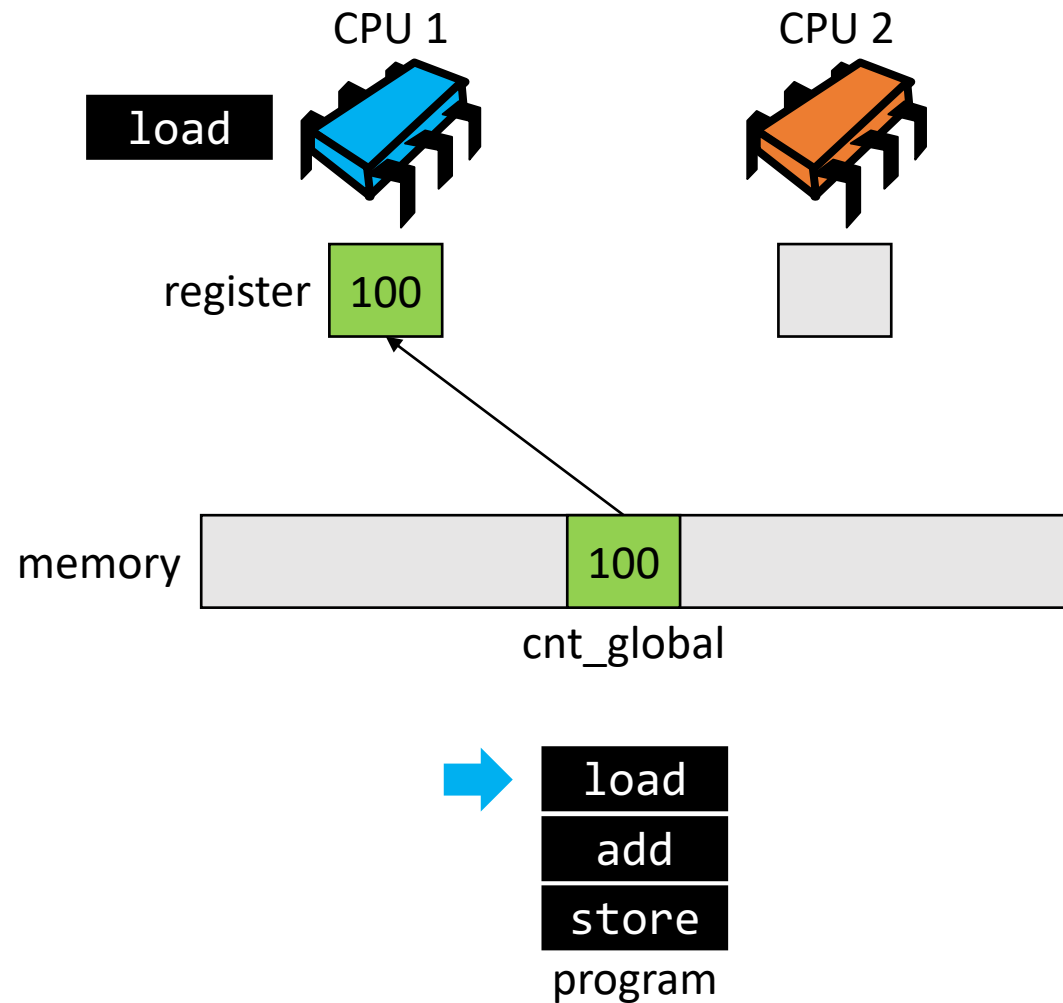 CPU 1
CPU 2
load
register
100
memory
100
cnt_global
load
add
store
program